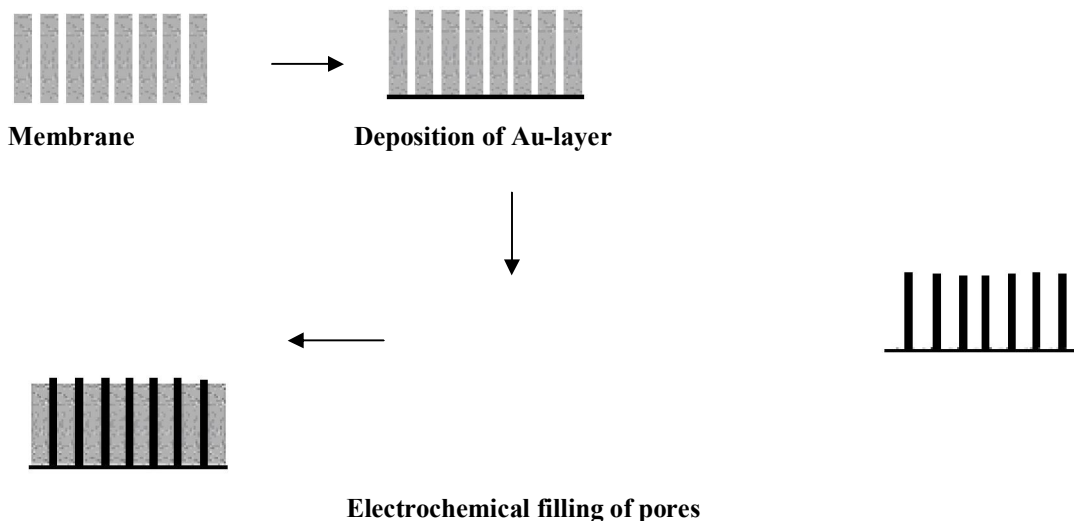 Membrane
Deposition of Au-layer
Electrochemical filling of pores